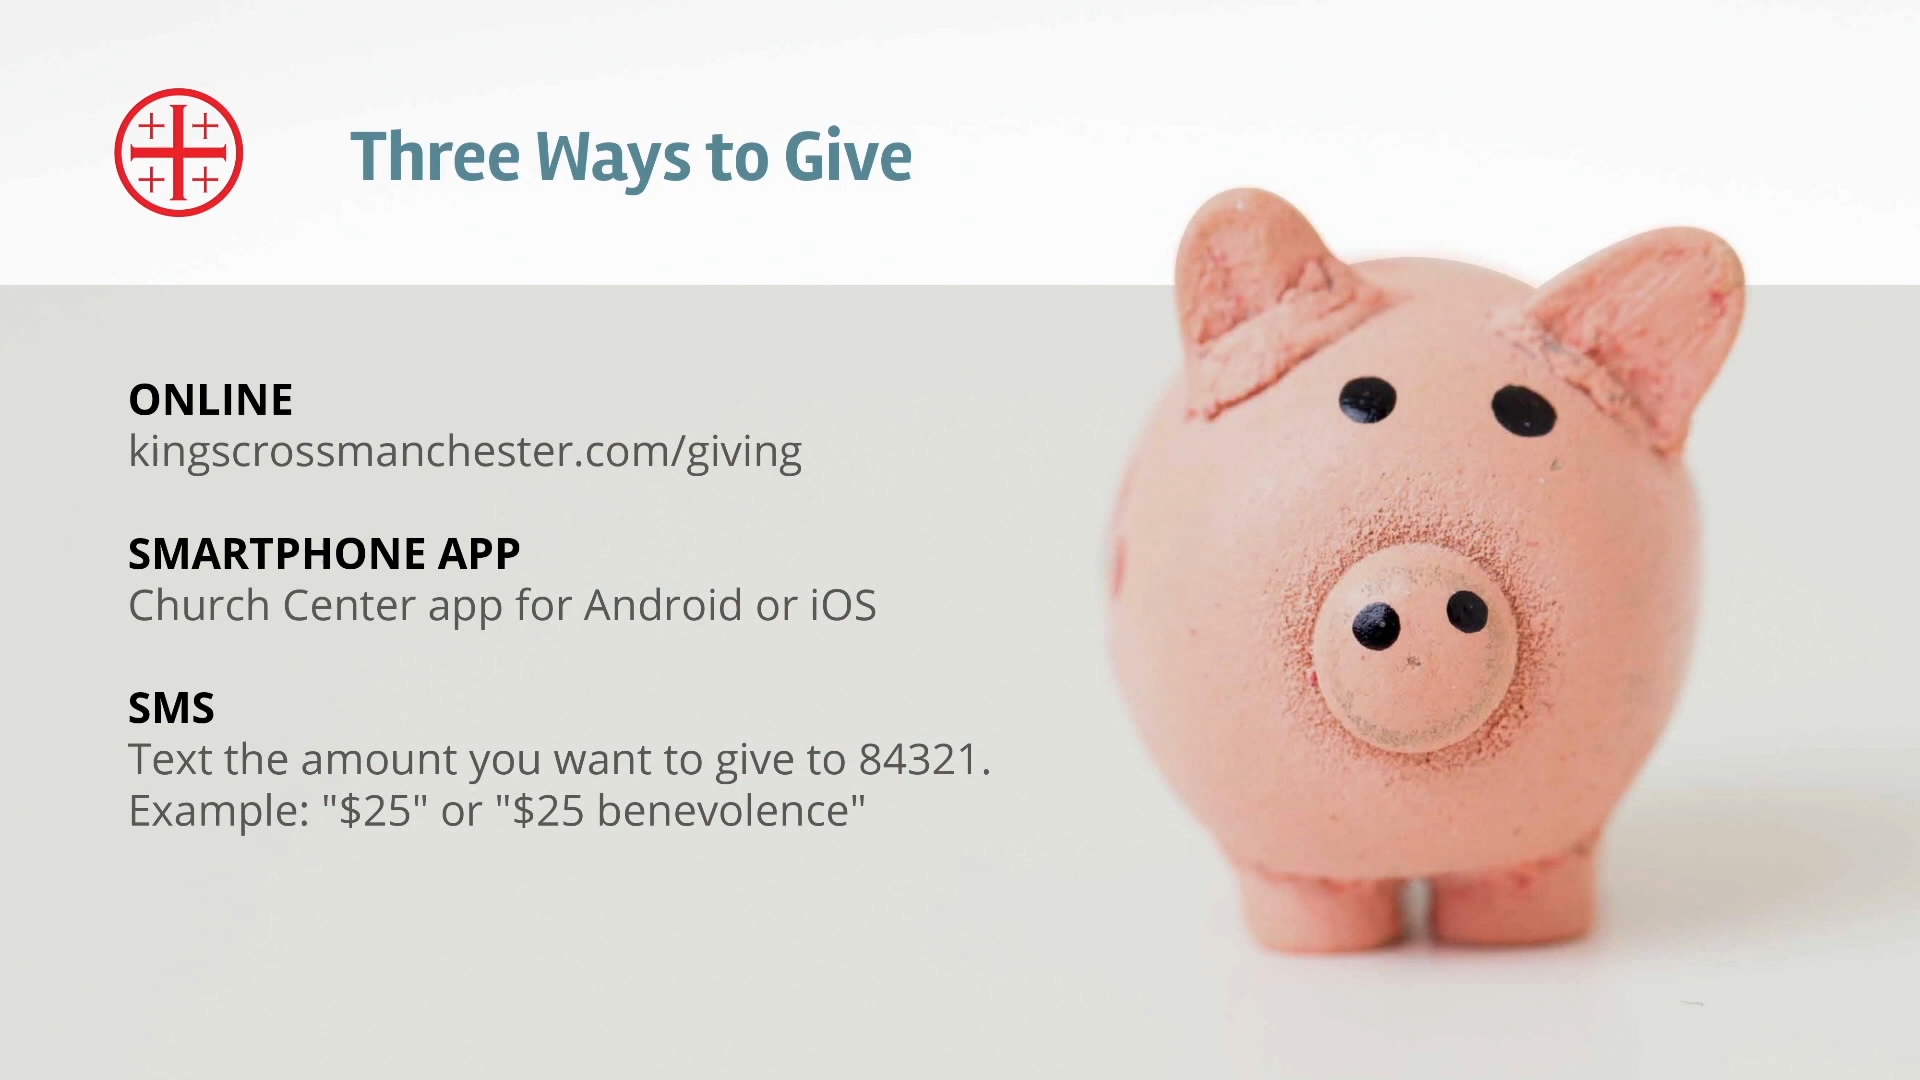 Three Ways to Give
ONLINE
kingscrossmanchester.com/giving
SMARTPHONE APP
Church Center app for Android or iOS
SMS
Text the amount you want to give to 84321.
Example: "$25" or "$25 benevolence"